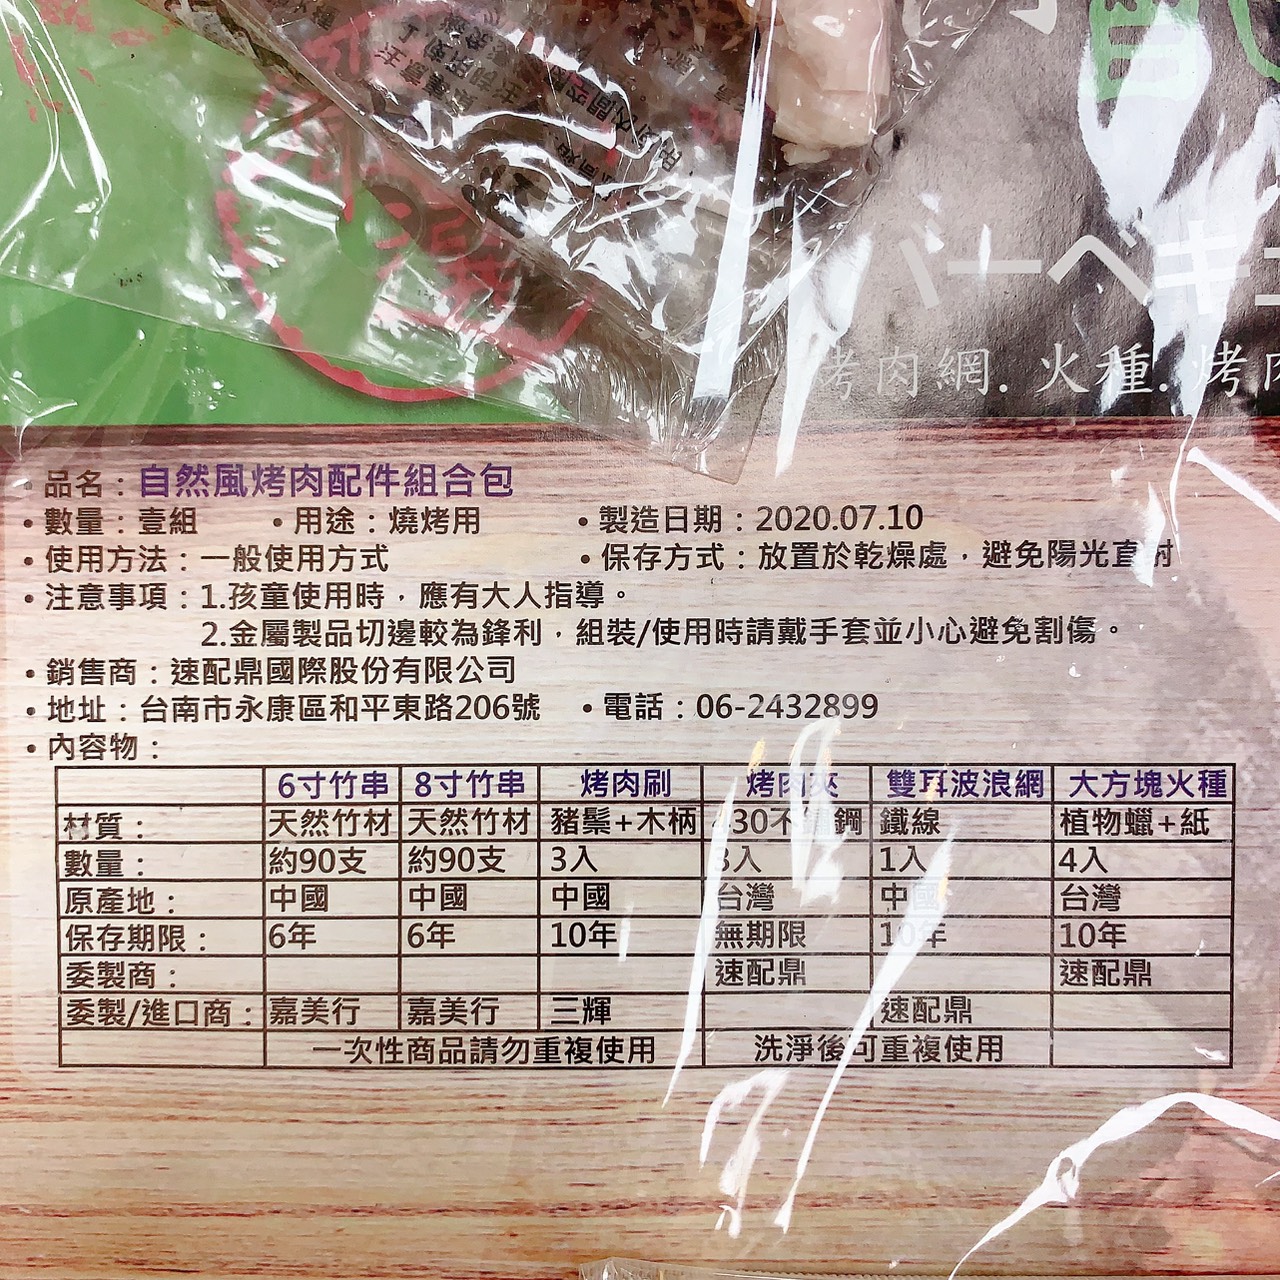 バーベキ
烤肉網.火種.烤肉
• 品名：自然風烤肉配件組合包
• 數量：壹組 • 用途：燒烤用 • 製造日期：2020.07.10
• 使用方法：一般使用方式 • 保存方式：放置於乾燥處，避免陽光直射
• 注意事項：1.孩童使用時，應有大人指導。
2.金屬製品切邊較為鋒利，組裝/使用時請戴手套並小心避免割傷。
• 銷售商：速配鼎國際股份有限公司
• 地址：台南市永康區和平東路206號 • 電話：06-2432899
• 內容物：
6寸竹串 8寸竹串 烤肉刷 烤肉夾 雙耳波浪網 大方塊火種
材質： 天然竹材 天然竹材 豬鬃+木柄 430不鏽鋼 鐵線 植物蠟+紙
數量： 約90支 約90支 3入 3入 1入 4入
原產地： 中國 中國 中國 台灣 中國 台灣
保存期限： 6年 6年 10年 無期限 10年 10年
委製商： 速配鼎 速配鼎
委製/進口商： 嘉美行 嘉美行 三輝 速配鼎
一次性商品請勿重複使用 洗淨後可重複使用